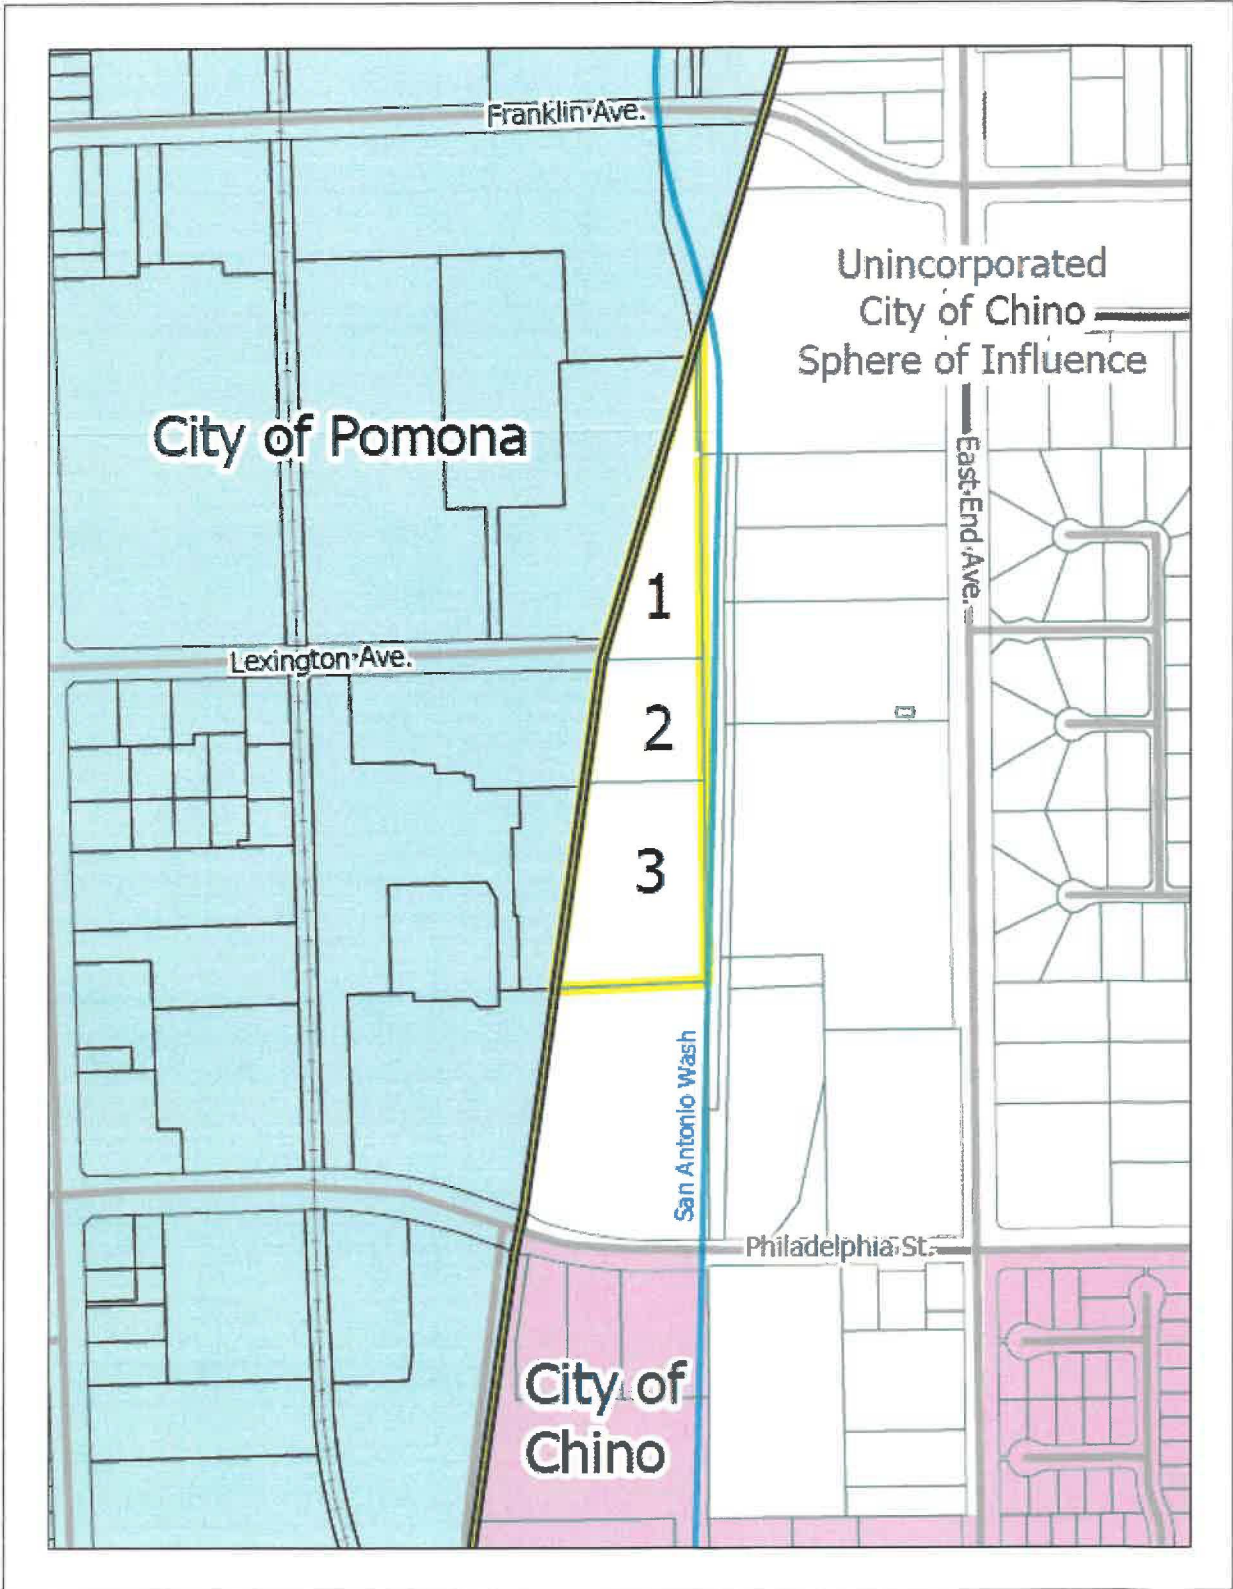 Franklin Ave.
Unincorporated
City of Chino
Sphere of Influence
City of Pomona
East End Ave.
1
Lexington Ave.
2
3
San Antonio Wash
Philadelphia St.
City of
Chino